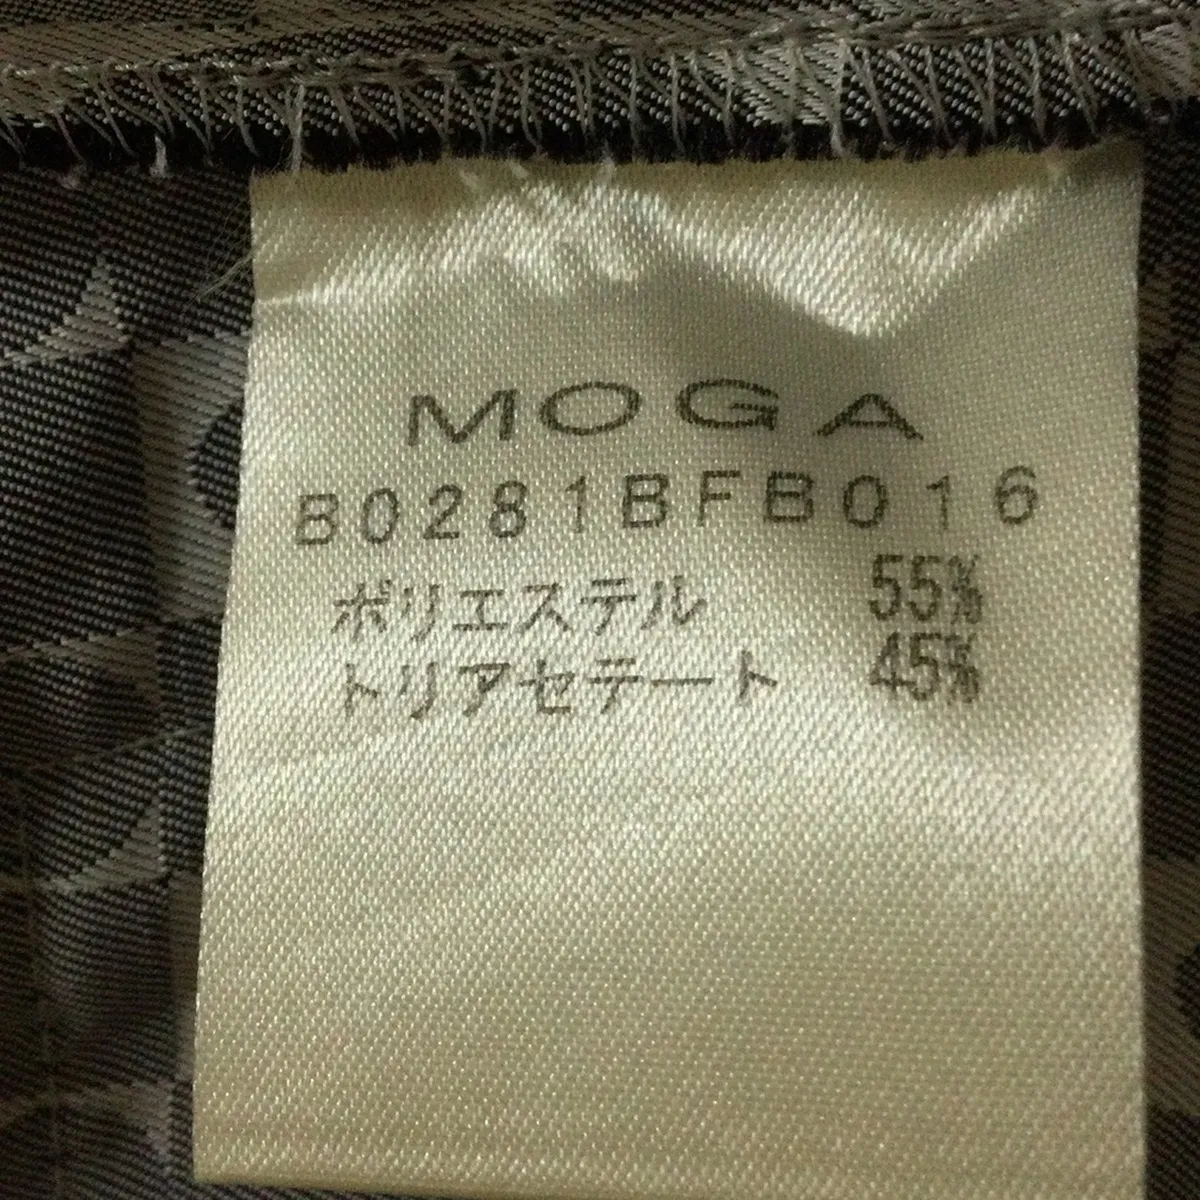 MOGA
B0281BFB016
ポリエステル 55%
トリアセテート 45%